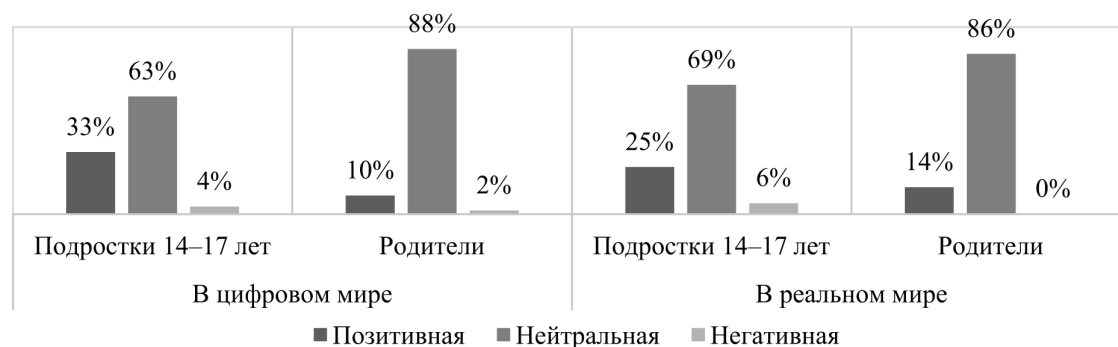 88%
86%
63%
69%
33%
25%
10%
14%
4%
2%
6%
0%
Подростки 14–17 лет
Родители
Подростки 14–17 лет
Родители
В цифровом мире
В реальном мире
Позитивная
Нейтральная
Негативная